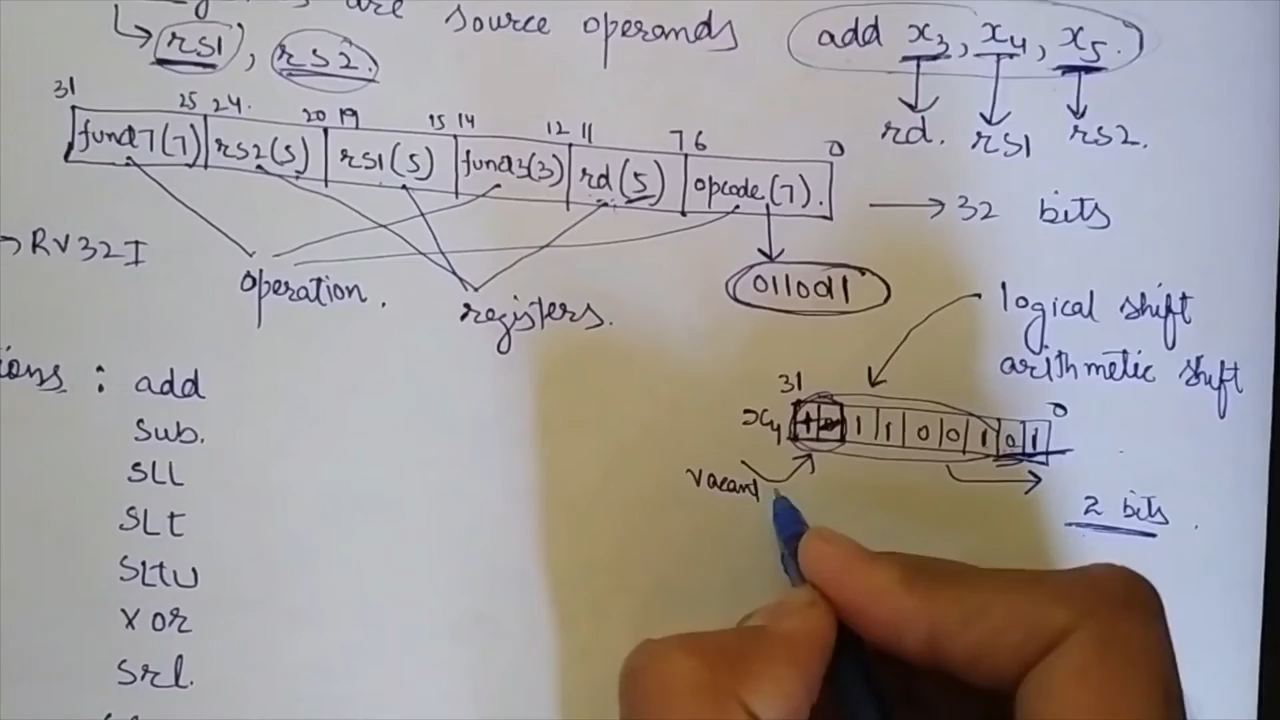 are source operands
rs1, rs2.
add x3, x4, x5.
rd. rs1 rs2.
31 25 24. 20 19 15 14 12 11 7 6 0
funct7(7) rs2(5) rs1(5) funct3(3) rd(5) opcode(7).
32 bits
RV32I
operation.
registers.
0110011
logical shift
arithmetic shift
31 0
x4 1 1 0 0 1 0 1
vacant
2 bits.
ions : add
sub.
SLL
SLt
SLtU
Xor
Srl.